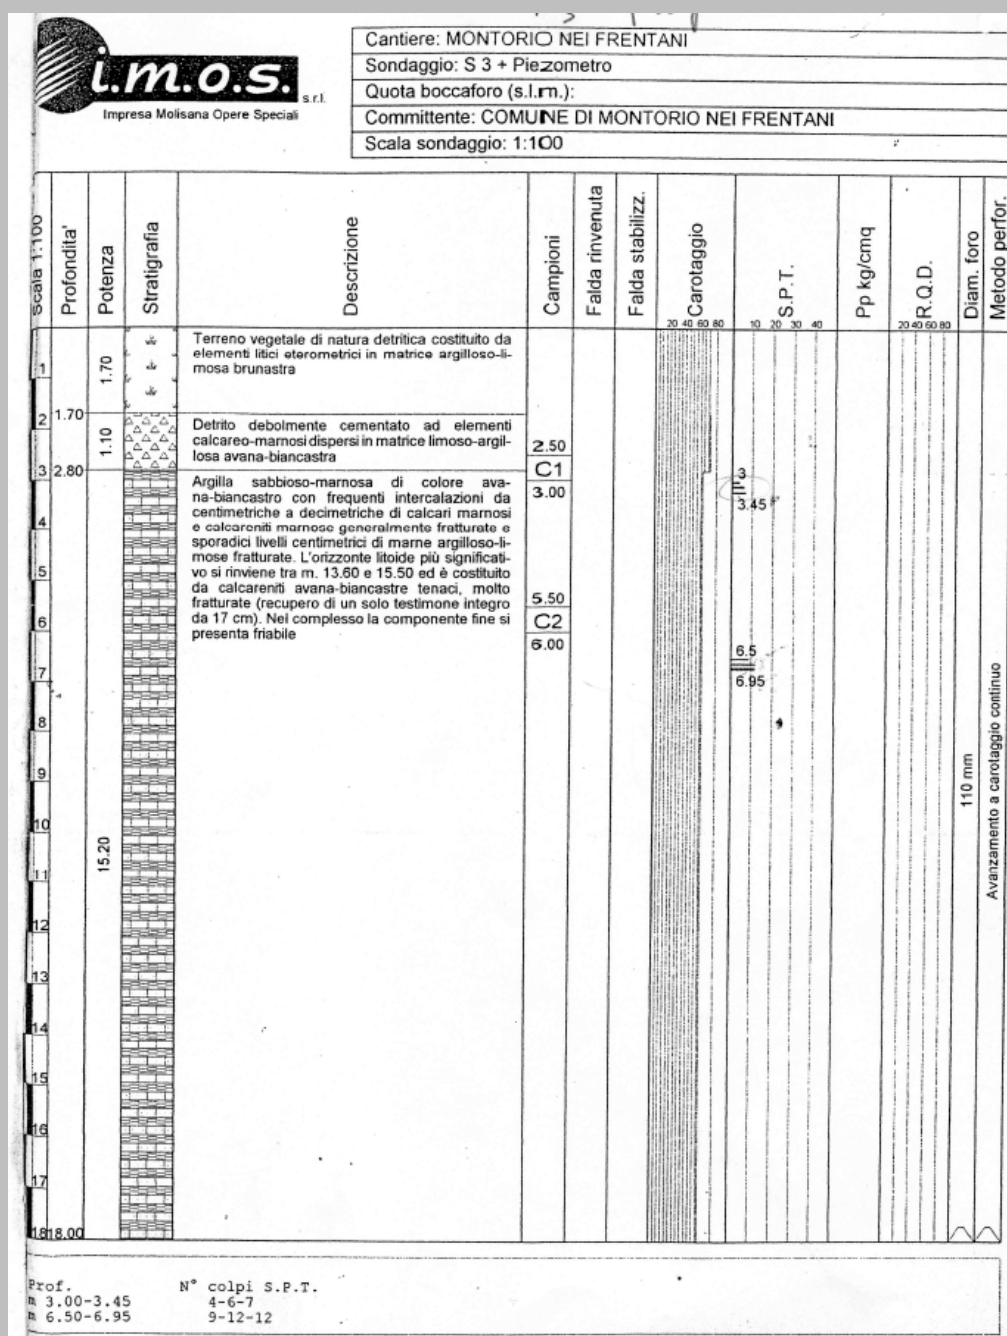 i.m.o.s. s.r.l.
Impresa Molisana Opere Speciali
Cantiere: MONTORIO NEI FRENTANI
Sondaggio: S 3 + Piezometro
Quota boccaforo (s.l.m.):
Committente: COMUNE DI MONTORIO NEI FRENTANI
Scala sondaggio: 1:100
Scala 1:100
Profondita'
Potenza
Stratigrafia
Descrizione
Campioni
Falda rinvenuta
Falda stabilizz.
Carotaggio
20 40 60 80
S.P.T.
10 20 30 40
Pp kg/cmq
R.Q.D.
20 40 60 80
Diam. foro
Metodo perfor.
1
2
3
4
5
6
7
8
9
10
11
12
13
14
15
16
17
18
1.70
2.80
18.00
1.70
1.10
15.20
Terreno vegetale di natura detritica costituito da
elementi litici eterometrici in matrice argilloso-li-
mosa brunastra
Detrito debolmente cementato ad elementi
calcareo-marnosi dispersi in matrice limoso-argil-
losa avana-biancastra
Argilla sabbioso-marnosa di colore ava-
na-biancastro con frequenti intercalazioni da
centimetriche a decimetriche di calcari marnosi
e calcareniti marnose generalmente fratturate e
sporadici livelli centimetrici di marne argilloso-li-
mose fratturate. L'orizzonte litoide più significati-
vo si rinviene tra m. 13.60 e 15.50 ed è costituito
da calcareniti avana-biancastre tenaci, molto
fratturate (recupero di un solo testimone integro
da 17 cm). Nel complesso la componente fine si
presenta friabile
2.50
C1
3.00
5.50
C2
6.00
3
3.45
6.5
6.95
110 mm
Avanzamento a carotaggio continuo
Prof. N° colpi S.P.T.
m 3.00-3.45 4-6-7
m 6.50-6.95 9-12-12